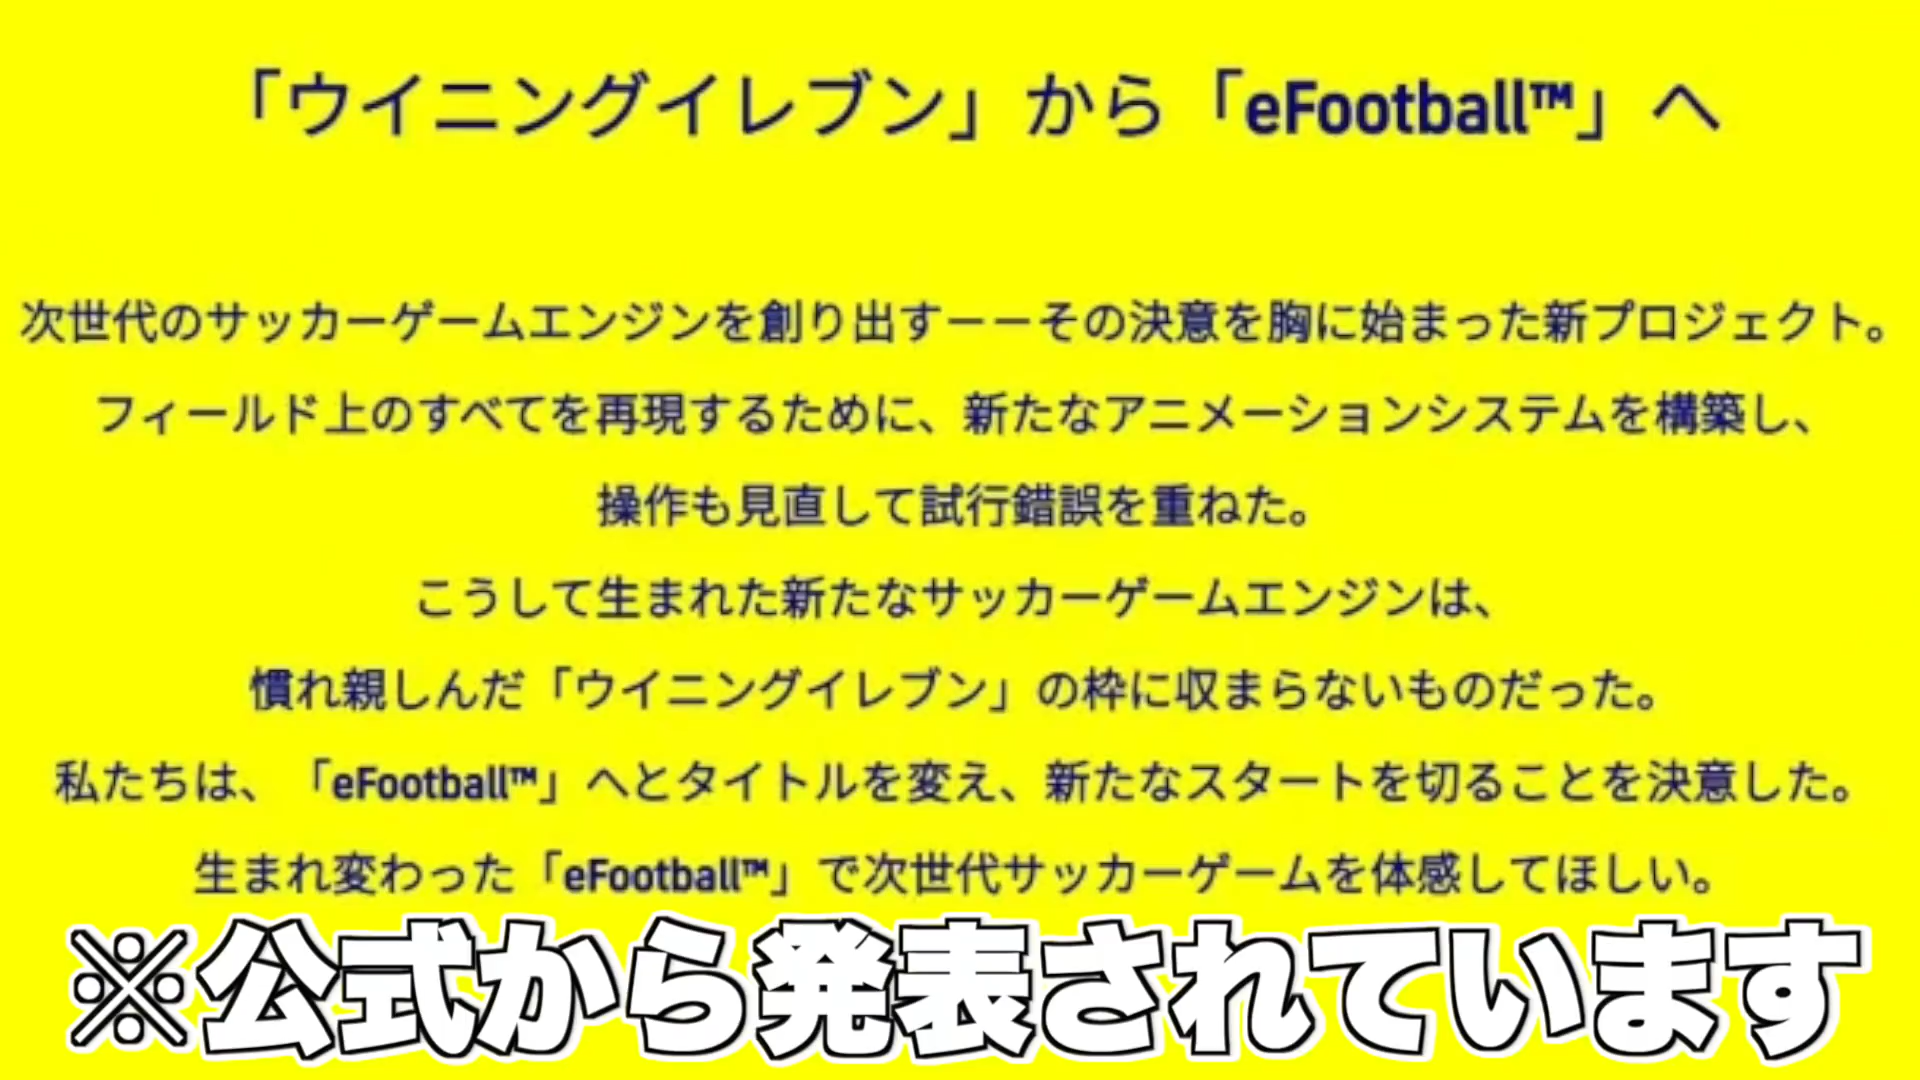 「ウイニングイレブン」から「eFootball™」へ
次世代のサッカーゲームエンジンを創り出すーーその決意を胸に始まった新プロジェクト。
フィールド上のすべてを再現するために、新たなアニメーションシステムを構築し、
操作も見直して試行錯誤を重ねた。
こうして生まれた新たなサッカーゲームエンジンは、
慣れ親しんだ「ウイニングイレブン」の枠に収まらないものだった。
私たちは、「eFootball™」へとタイトルを変え、新たなスタートを切ることを決意した。
生まれ変わった「eFootball™」で次世代サッカーゲームを体感してほしい。
※公式から発表されています